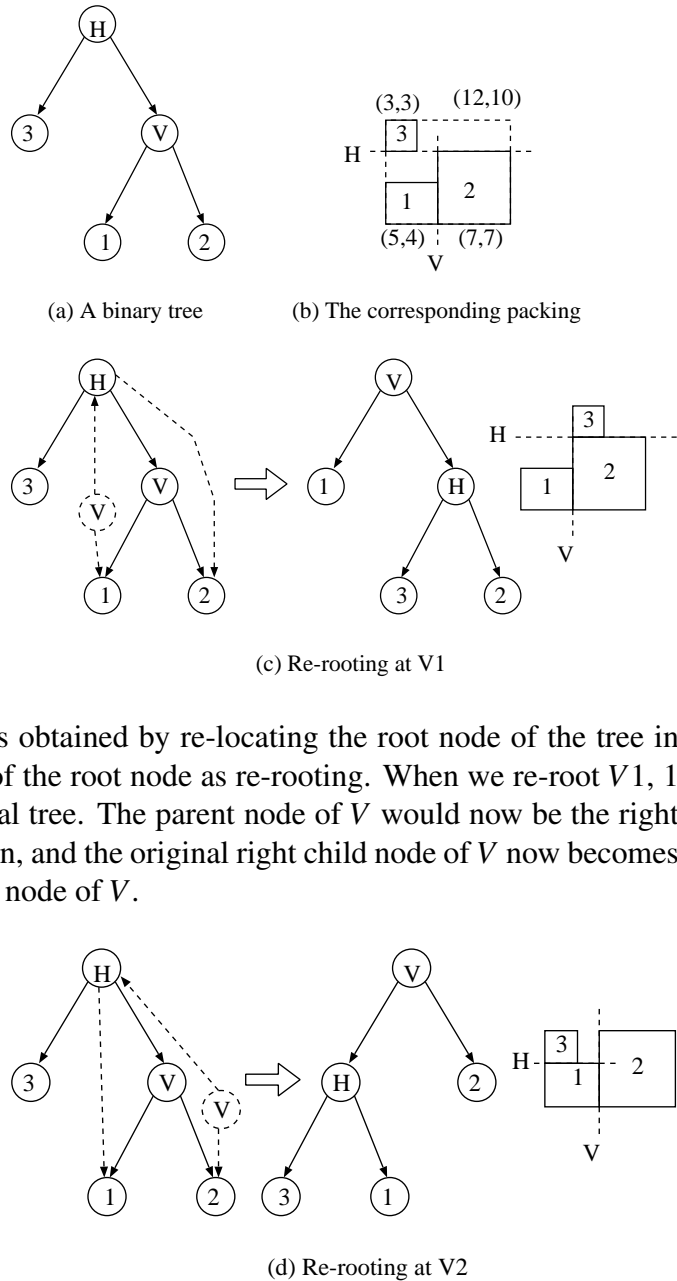 H
3
V
1
2
(a) A binary tree
(3,3)
(12,10)
3
H
1
2
(5,4)
(7,7)
V
(b) The corresponding packing
H
3
V
V
1
2
V
1
H
3
2
3
H
1
2
V
(c) Re-rooting at V1
s obtained by re-locating the root node of the tree in
of the root node as re-rooting. When we re-root V1, 1
al tree. The parent node of V would now be the right
n, and the original right child node of V now becomes
node of V.
H
3
V
V
1
2
V
H
2
3
1
3
H
1
2
V
(d) Re-rooting at V2